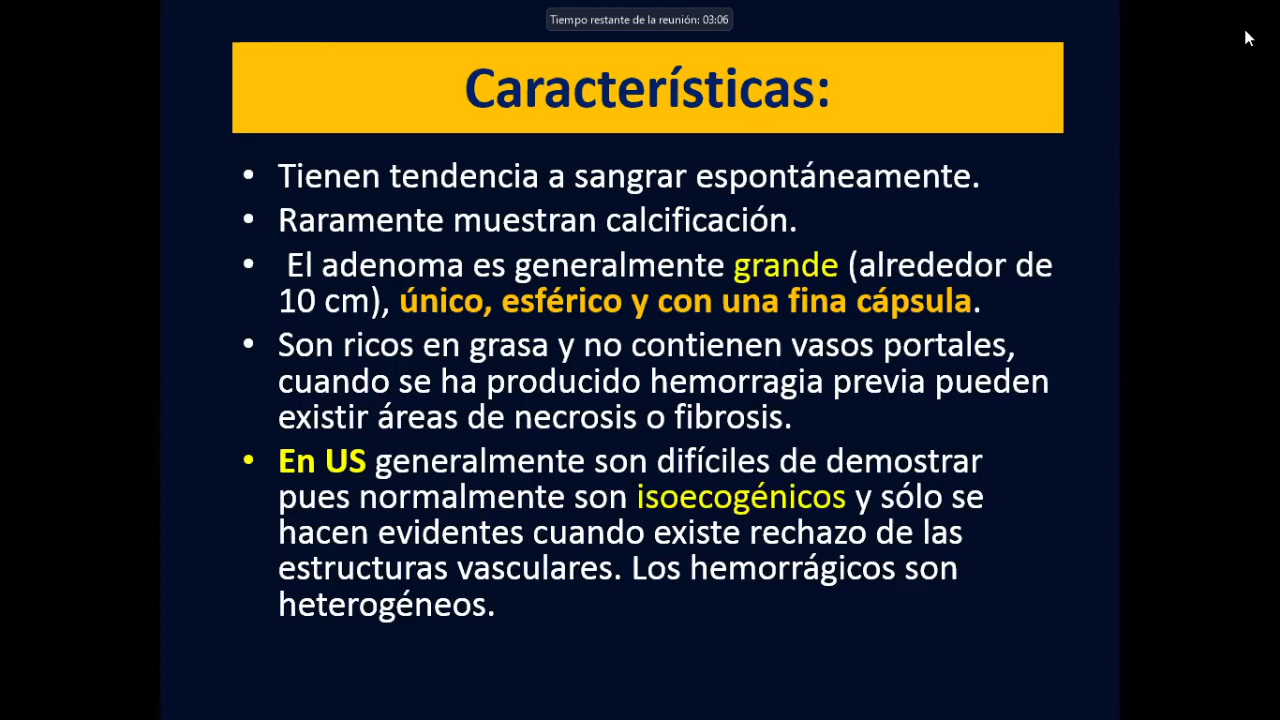 Tiempo restante de la reunión: 03:06
Características:
• Tienen tendencia a sangrar espontáneamente.
• Raramente muestran calcificación.
• El adenoma es generalmente grande (alrededor de
10 cm), único, esférico y con una fina cápsula.
• Son ricos en grasa y no contienen vasos portales,
cuando se ha producido hemorragia previa pueden
existir áreas de necrosis o fibrosis.
• En US generalmente son difíciles de demostrar
pues normalmente son isoecogénicos y sólo se
hacen evidentes cuando existe rechazo de las
estructuras vasculares. Los hemorrágicos son
heterogéneos.